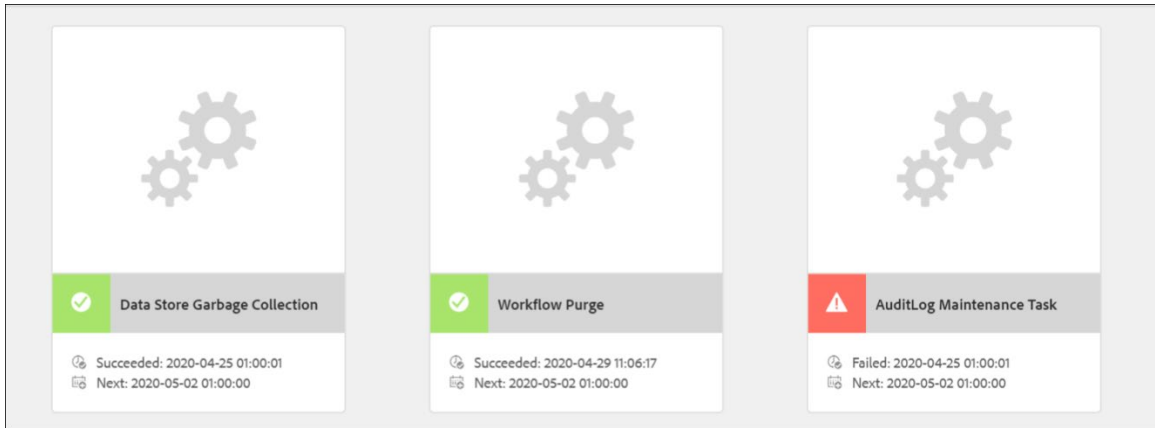 Data Store Garbage Collection
Succeeded: 2020-04-25 01:00:01
Next: 2020-05-02 01:00:00
Workflow Purge
Succeeded: 2020-04-29 11:06:17
Next: 2020-05-02 01:00:00
AuditLog Maintenance Task
Failed: 2020-04-25 01:00:01
Next: 2020-05-02 01:00:00